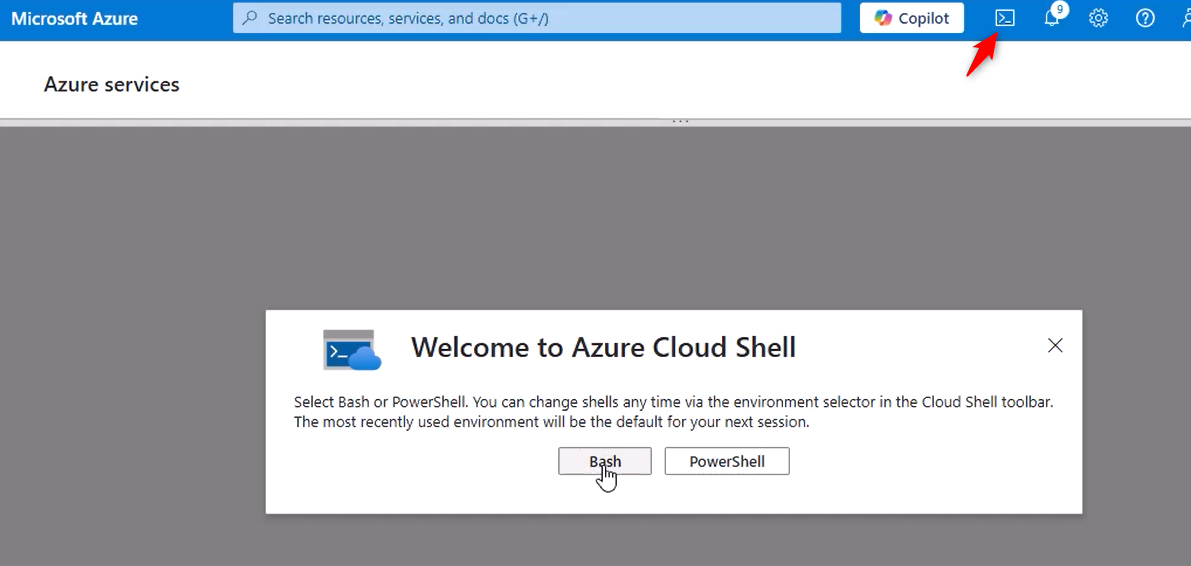 Microsoft Azure
Search resources, services, and docs (G+/)
Copilot
9
Azure services
Welcome to Azure Cloud Shell
Select Bash or PowerShell. You can change shells any time via the environment selector in the Cloud Shell toolbar.
The most recently used environment will be the default for your next session.
Bash
PowerShell